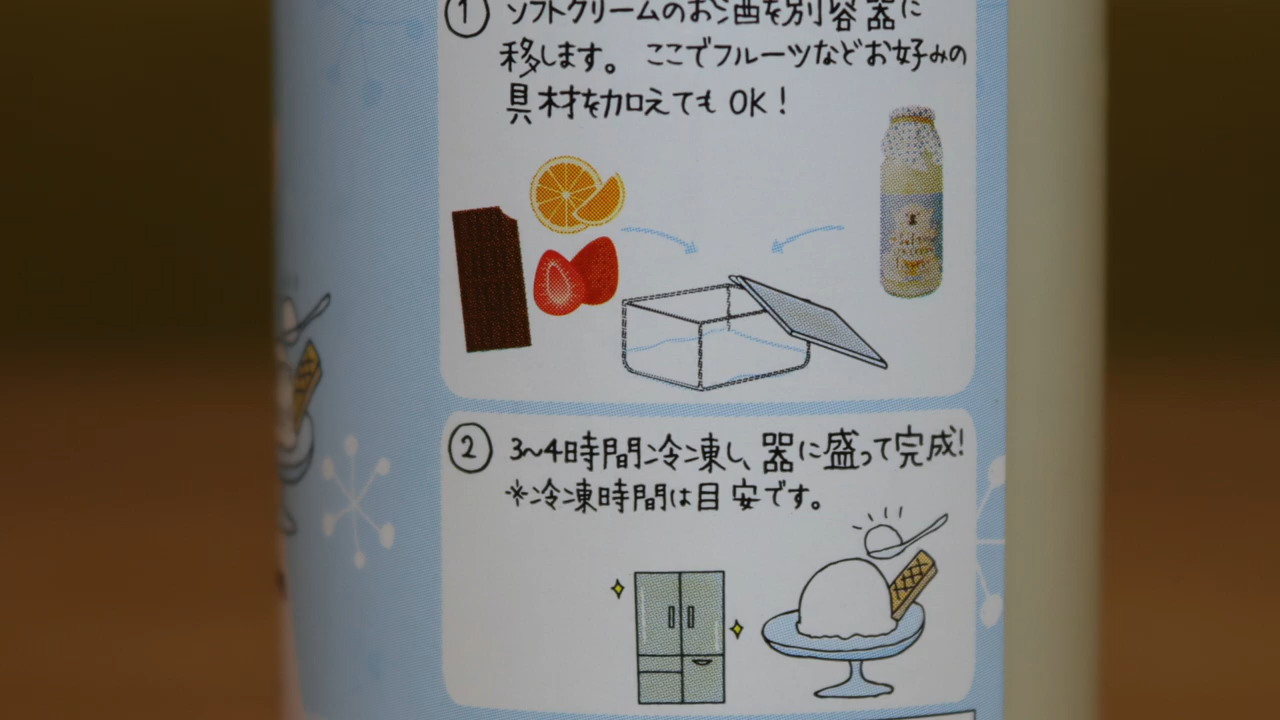 ① ソフトクリームのお酒を別容器に
移します。ここでフルーツなどお好みの
具材を加えてもOK!
② 3~4時間冷凍し、器に盛って完成!
※冷凍時間は目安です。